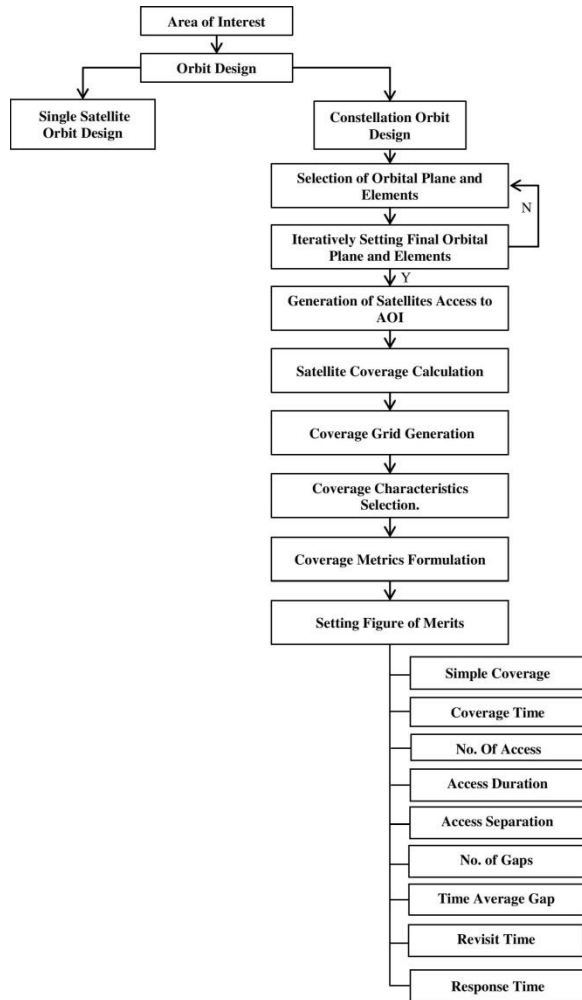 Area of Interest
Orbit Design
Single Satellite
Orbit Design
Constellation Orbit
Design
Selection of Orbital Plane and
Elements
N
Iteratively Setting Final Orbital
Plane and Elements
Y
Generation of Satellites Access to
AOI
Satellite Coverage Calculation
Coverage Grid Generation
Coverage Characteristics
Selection.
Coverage Metrics Formulation
Setting Figure of Merits
Simple Coverage
Coverage Time
No. Of Access
Access Duration
Access Separation
No. of Gaps
Time Average Gap
Revisit Time
Response Time